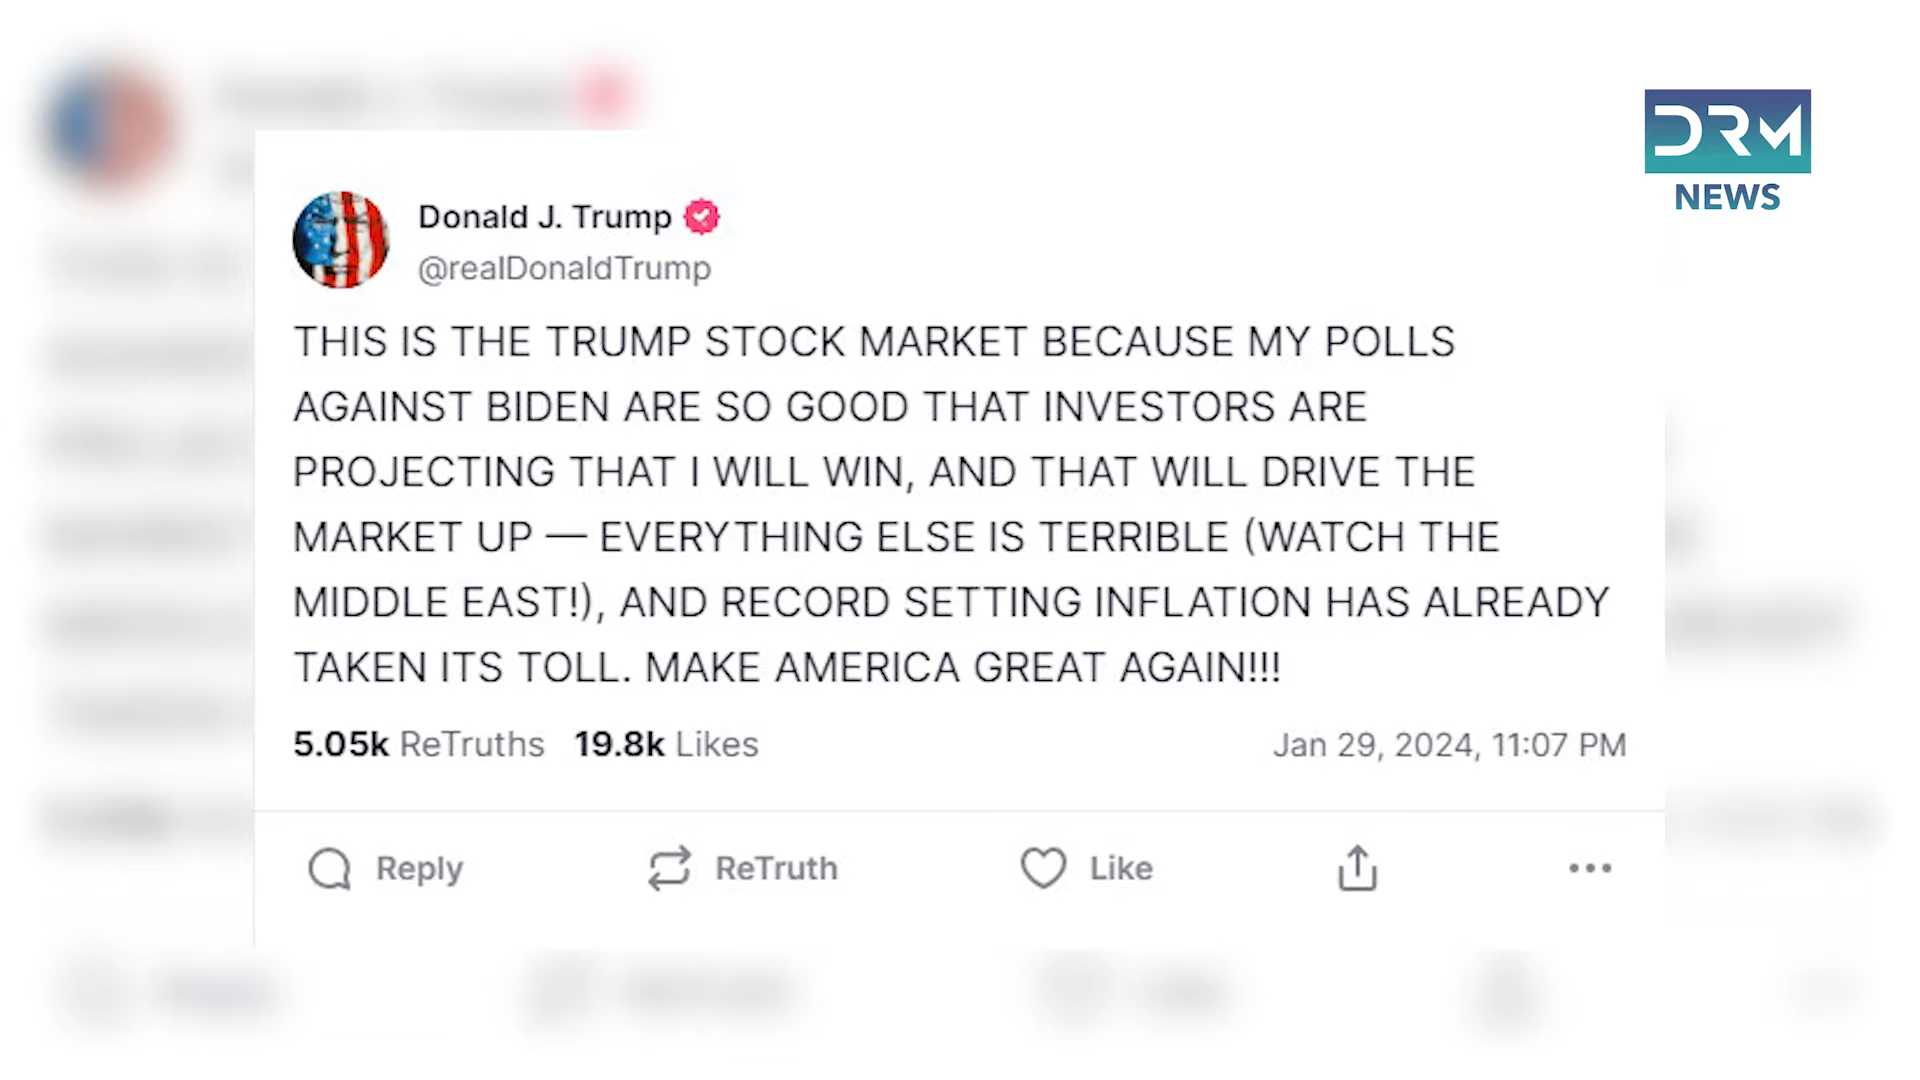 DRM
NEWS
Donald J. Trump
@realDonaldTrump
THIS IS THE TRUMP STOCK MARKET BECAUSE MY POLLS
AGAINST BIDEN ARE SO GOOD THAT INVESTORS ARE
PROJECTING THAT I WILL WIN, AND THAT WILL DRIVE THE
MARKET UP — EVERYTHING ELSE IS TERRIBLE (WATCH THE
MIDDLE EAST!), AND RECORD SETTING INFLATION HAS ALREADY
TAKEN ITS TOLL. MAKE AMERICA GREAT AGAIN!!!
5.05k ReTruths 19.8k Likes Jan 29, 2024, 11:07 PM
Reply ReTruth Like